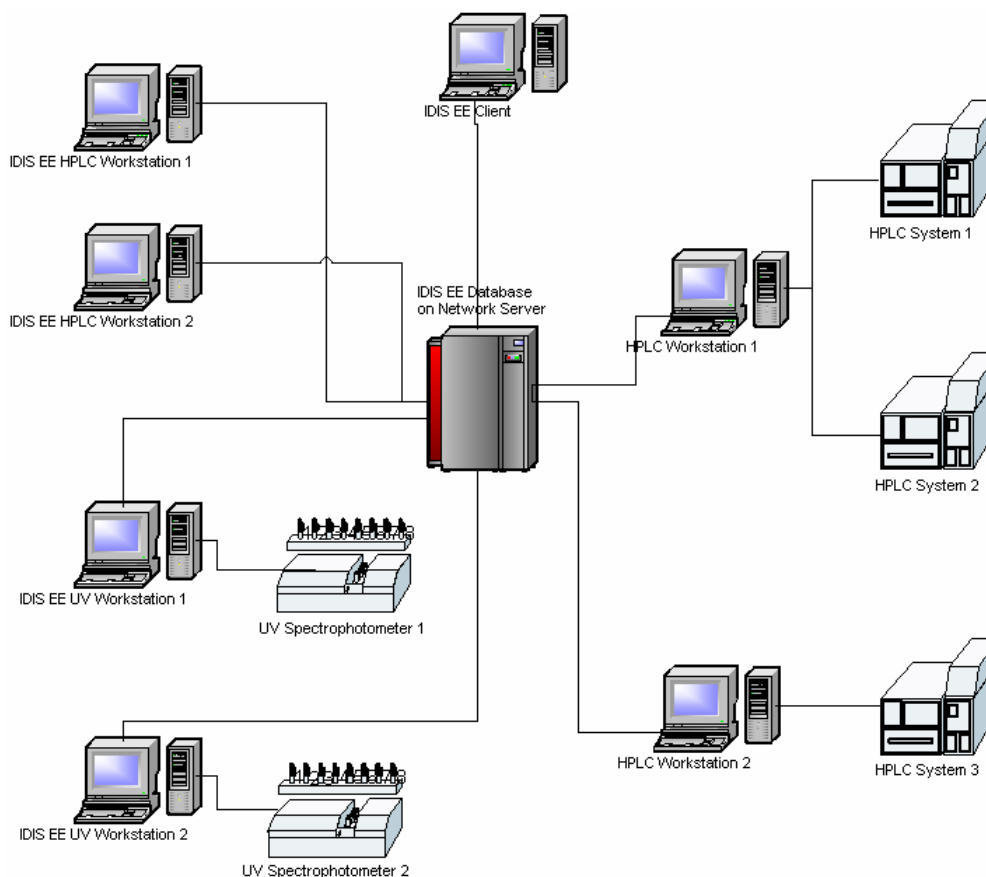 IDIS EE Client
IDIS EE HPLC Workstation 1
HPLC System 1
IDIS EE HPLC Workstation 2
IDIS EE Database
on Network Server
HPLC Workstation 1
HPLC System 2
IDIS EE UV Workstation 1
UV Spectrophotometer 1
HPLC Workstation 2
HPLC System 3
IDIS EE UV Workstation 2
UV Spectrophotometer 2